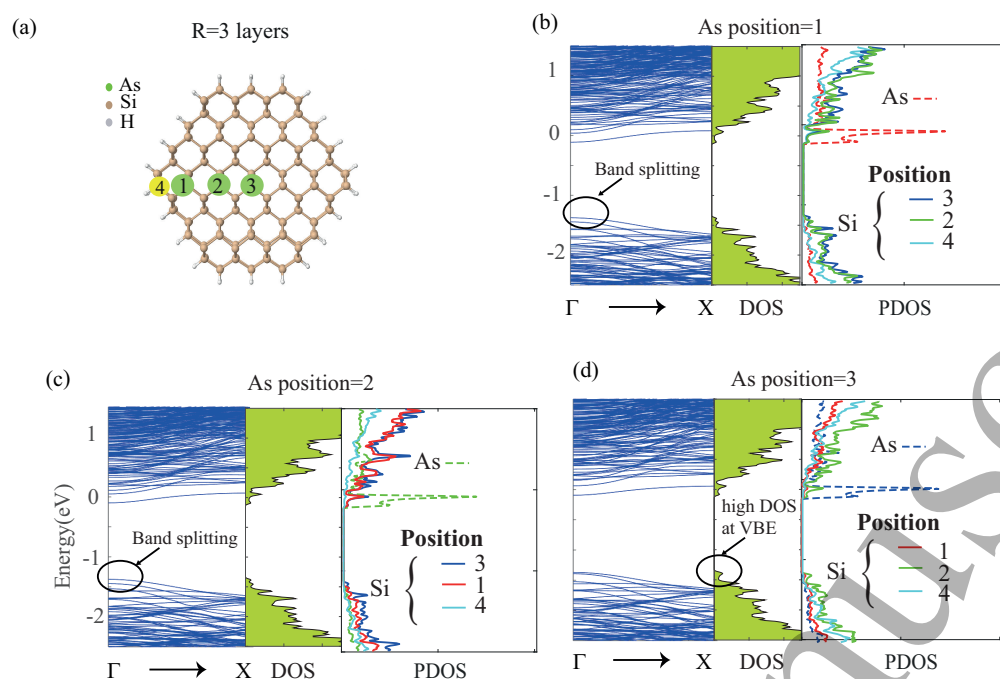 (a)
R=3 layers
As
Si
H
4 1 2 3
(b)
As position=1
1
0
-1
-2
Band splitting
As
Position
3
Si
2
4
Γ X DOS PDOS
(c)
As position=2
Energy(eV)
1
0
-1
-2
Band splitting
As
Position
3
Si
1
4
Γ X DOS PDOS
(d)
As position=3
high DOS
at VBE
As
Position
1
Si
2
4
Γ X DOS PDOS
nus